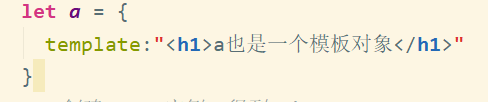 let a = {
template:"<h1>a也是一个模板对象</h1>"
}